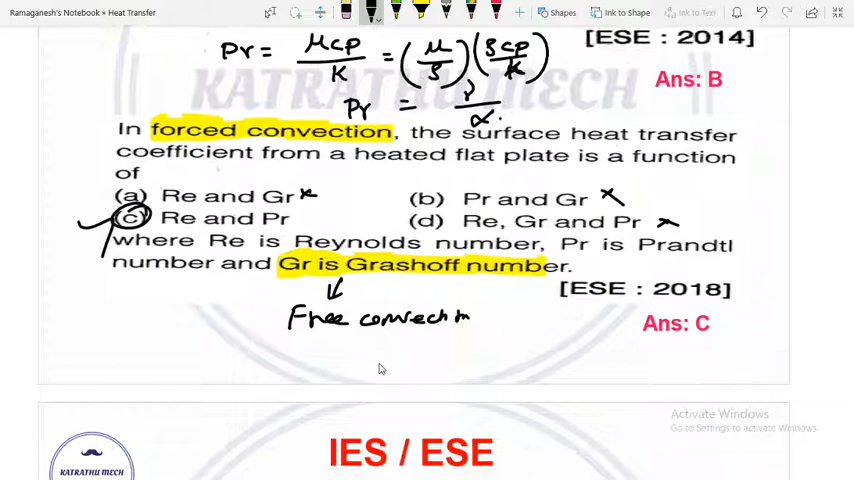 Ramaganesh's Notebook » Heat Transfer
Shapes Ink to Shape Ink to Text
Pr = μcp / K = (μ/ρ) (ρcp/K)
[ESE : 2014]
Ans: B
KATRATHU MECH
Pr = ν/α
In forced convection, the surface heat transfer
coefficient from a heated flat plate is a function
of
(a) Re and Gr × (b) Pr and Gr ×
(c) Re and Pr (d) Re, Gr and Pr ×
where Re is Reynolds number, Pr is Prandtl
number and Gr is Grashoff number.
[ESE : 2018]
Free convection
Ans: C
Activate Windows
Go to Settings to activate Windows.
IES / ESE
KATRATHU MECH